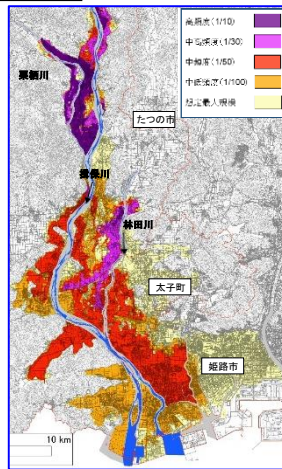 高頻度(1/10)
中高頻度(1/30)
中頻度(1/50)
中低頻度(1/100)
想定最大規模
栗栖川
たつの市
揖保川
林田川
太子町
姫路市
10 km